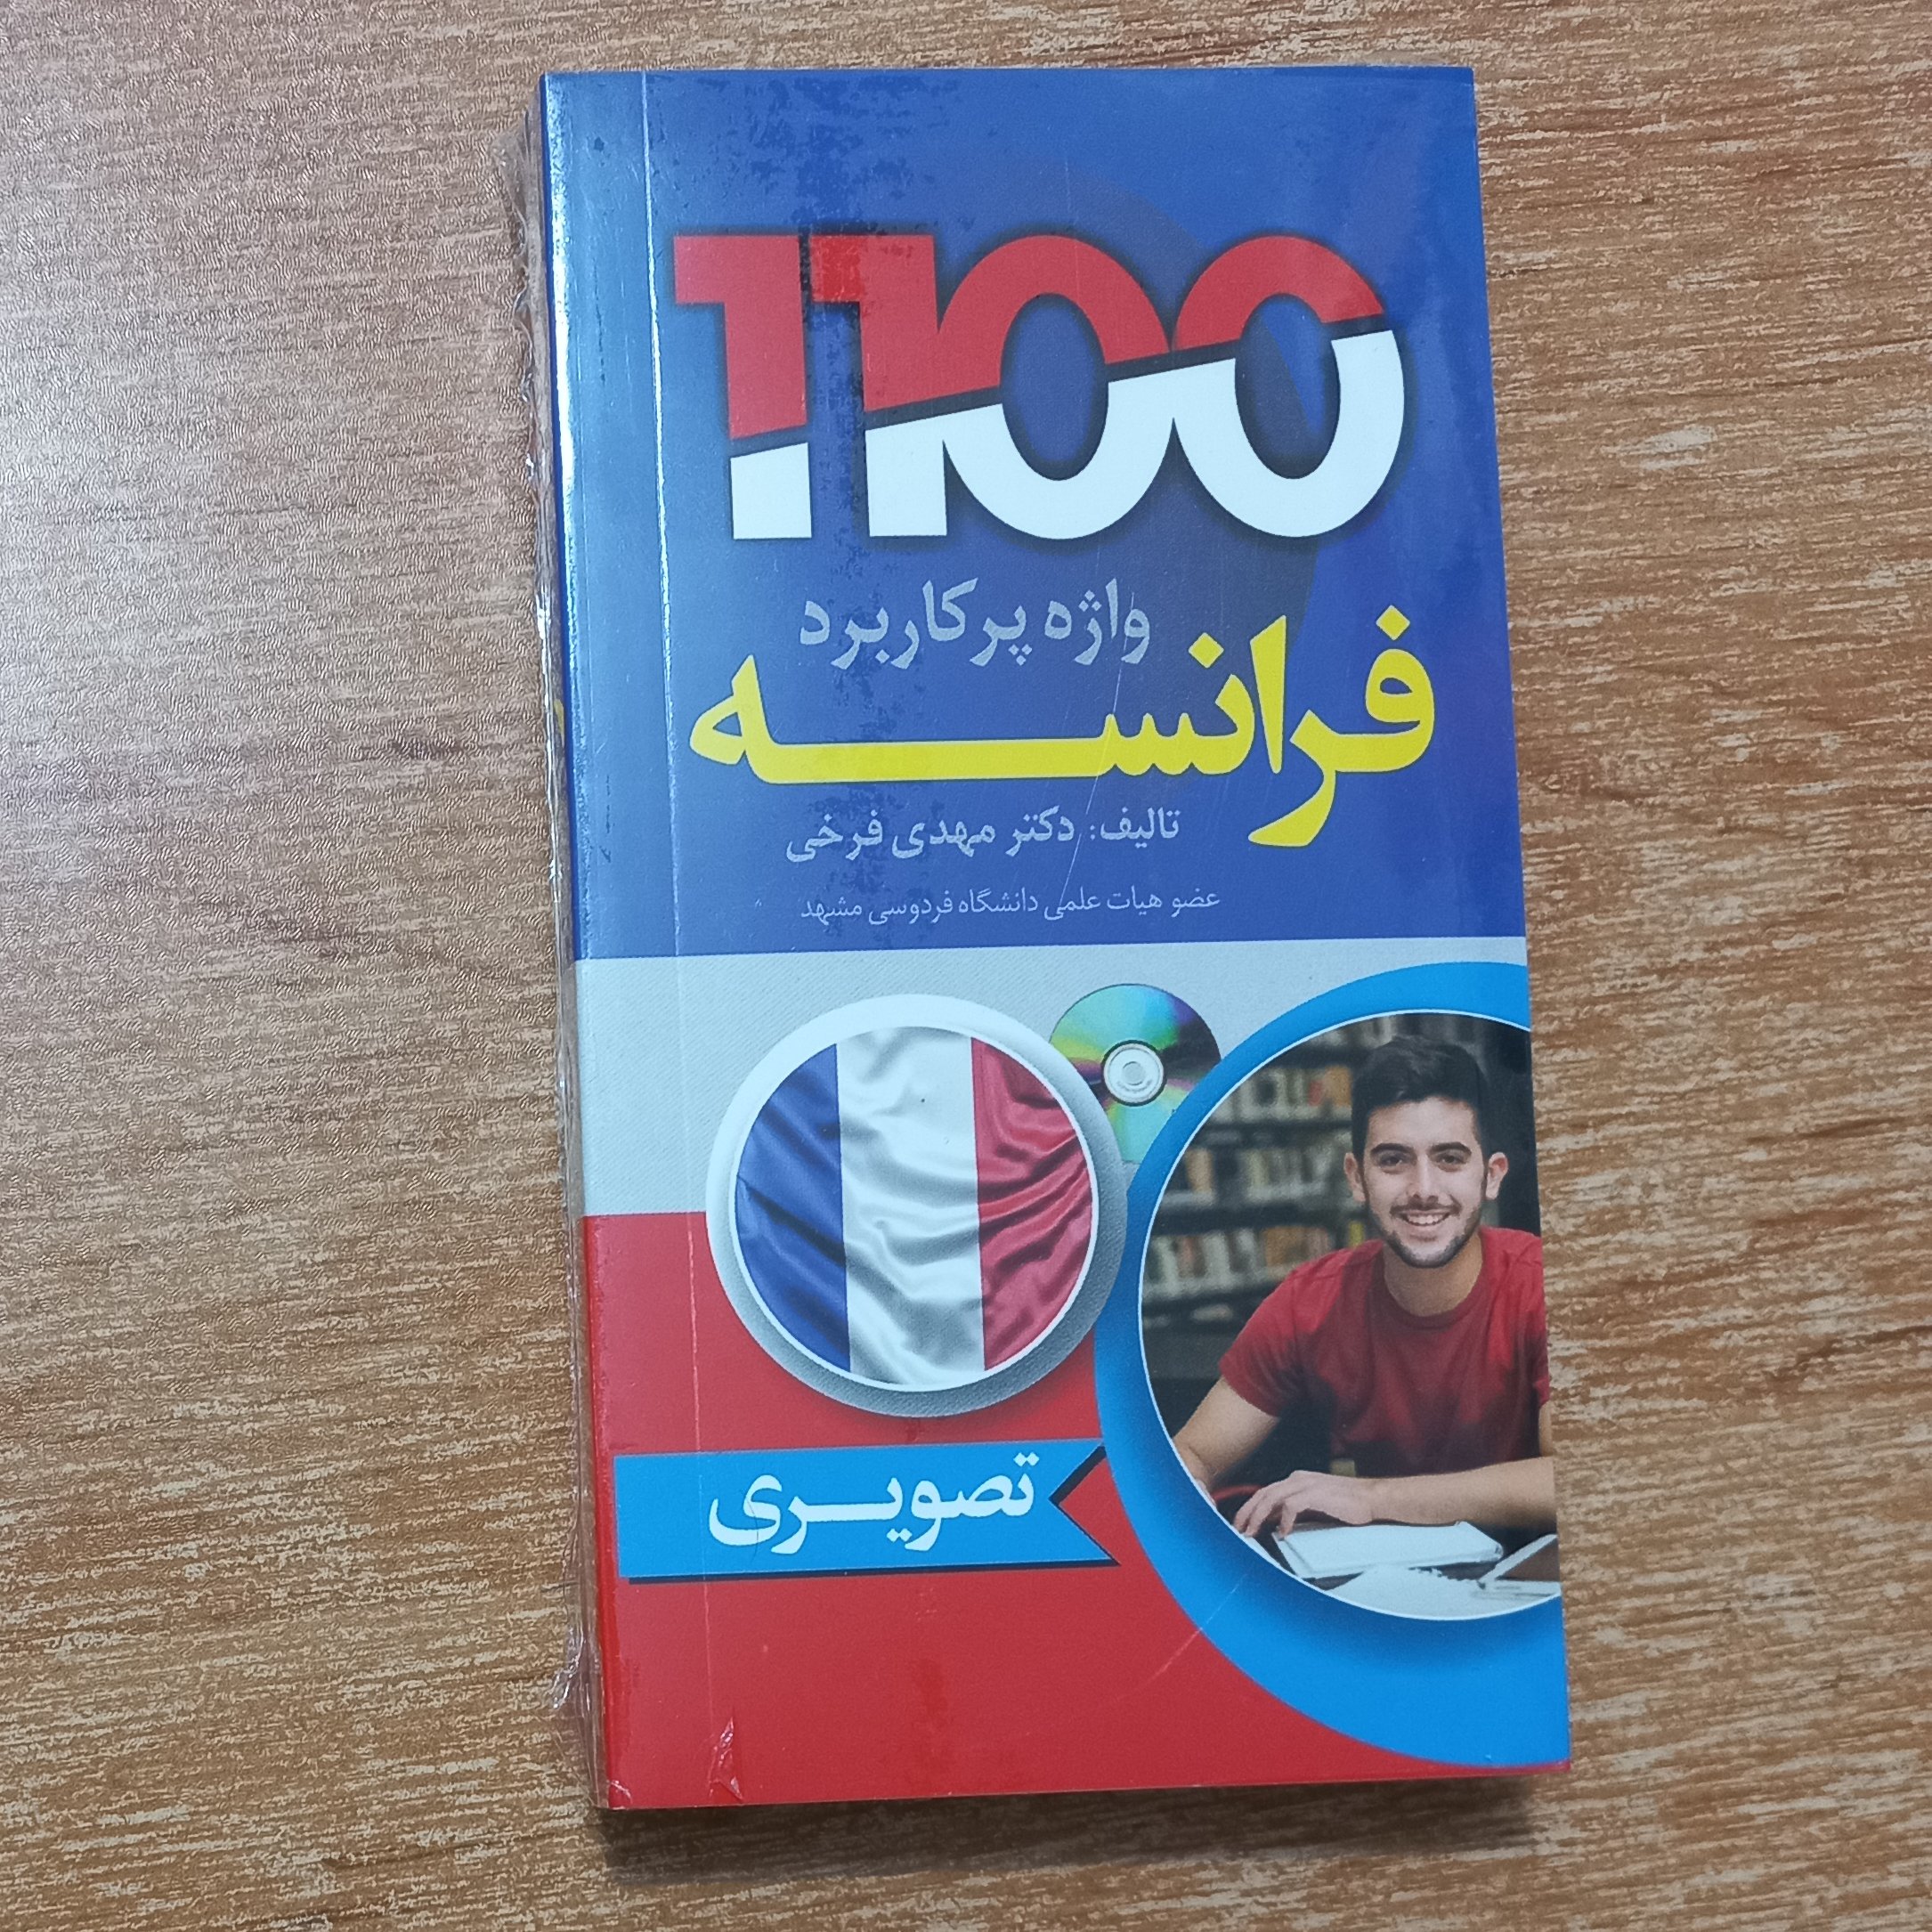 1100
واژه پرکاربرد
فرانسه
تالیف: دکتر مهدی فرخی
عضو هیات علمی دانشگاه فردوسی مشهد
تصویری